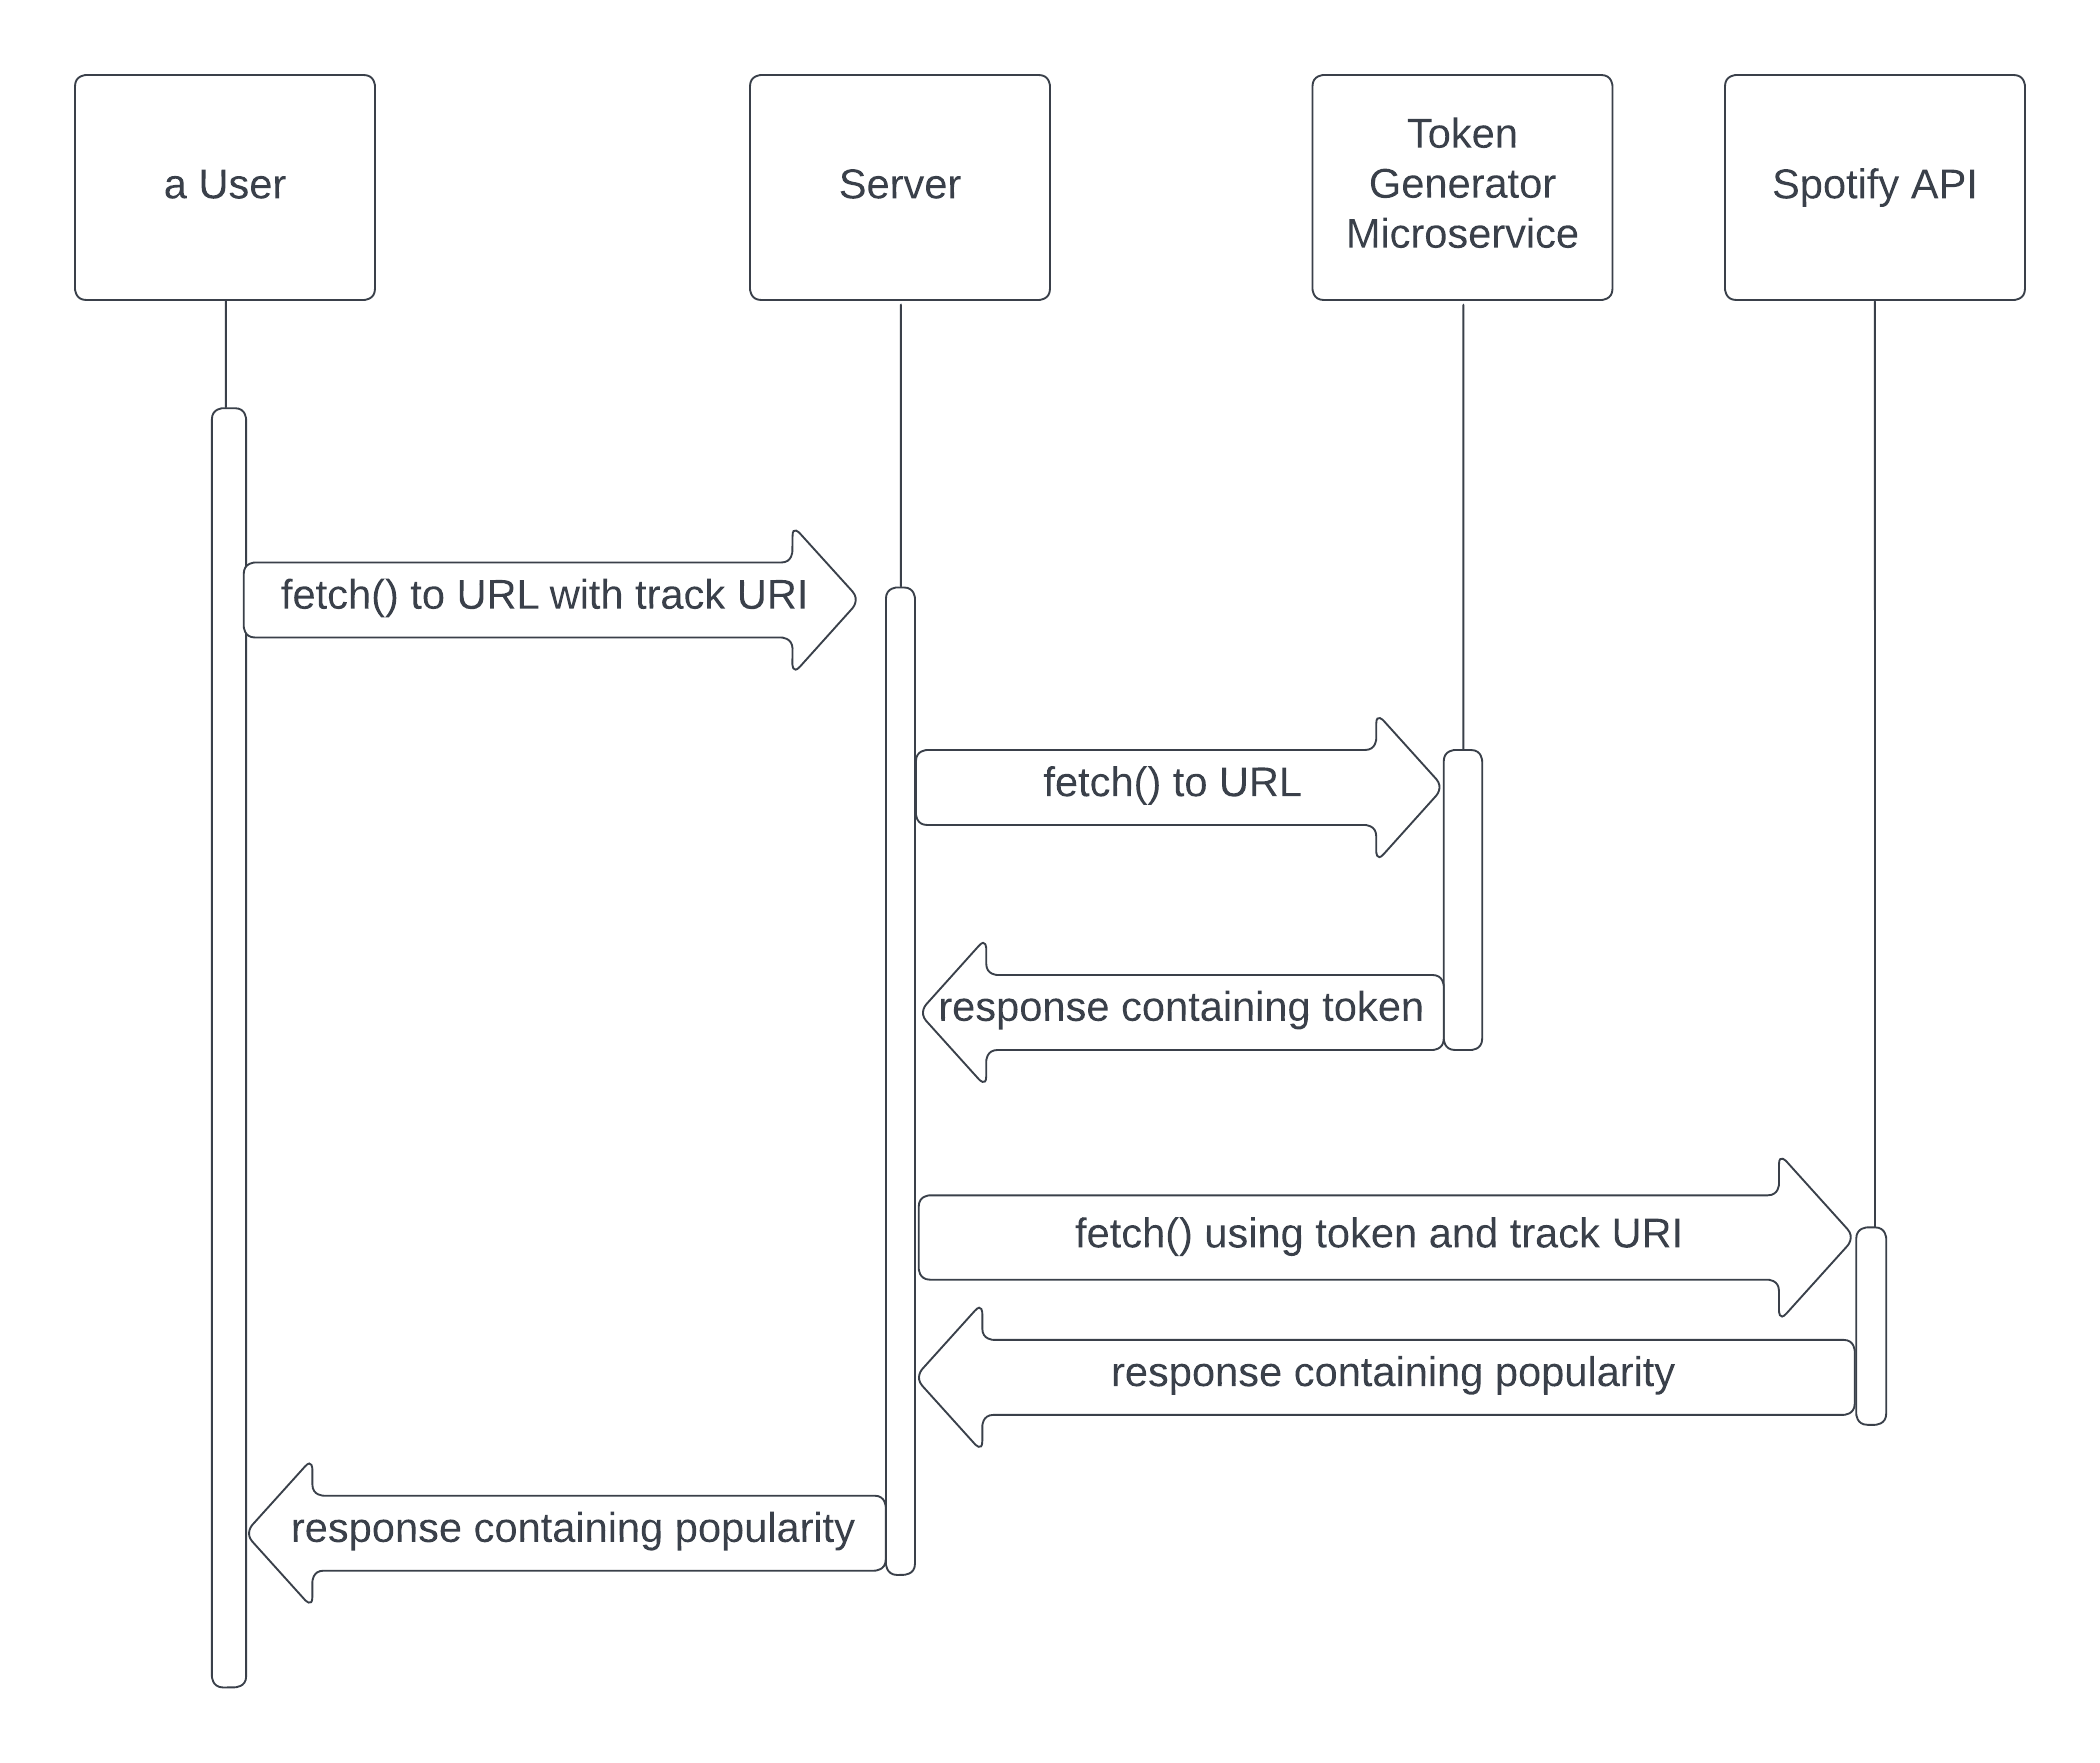 a User
Server
Token
Generator
Microservice
Spotify API
fetch() to URL with track URI
fetch() to URL
response containing token
fetch() using token and track URI
response containing popularity
response containing popularity